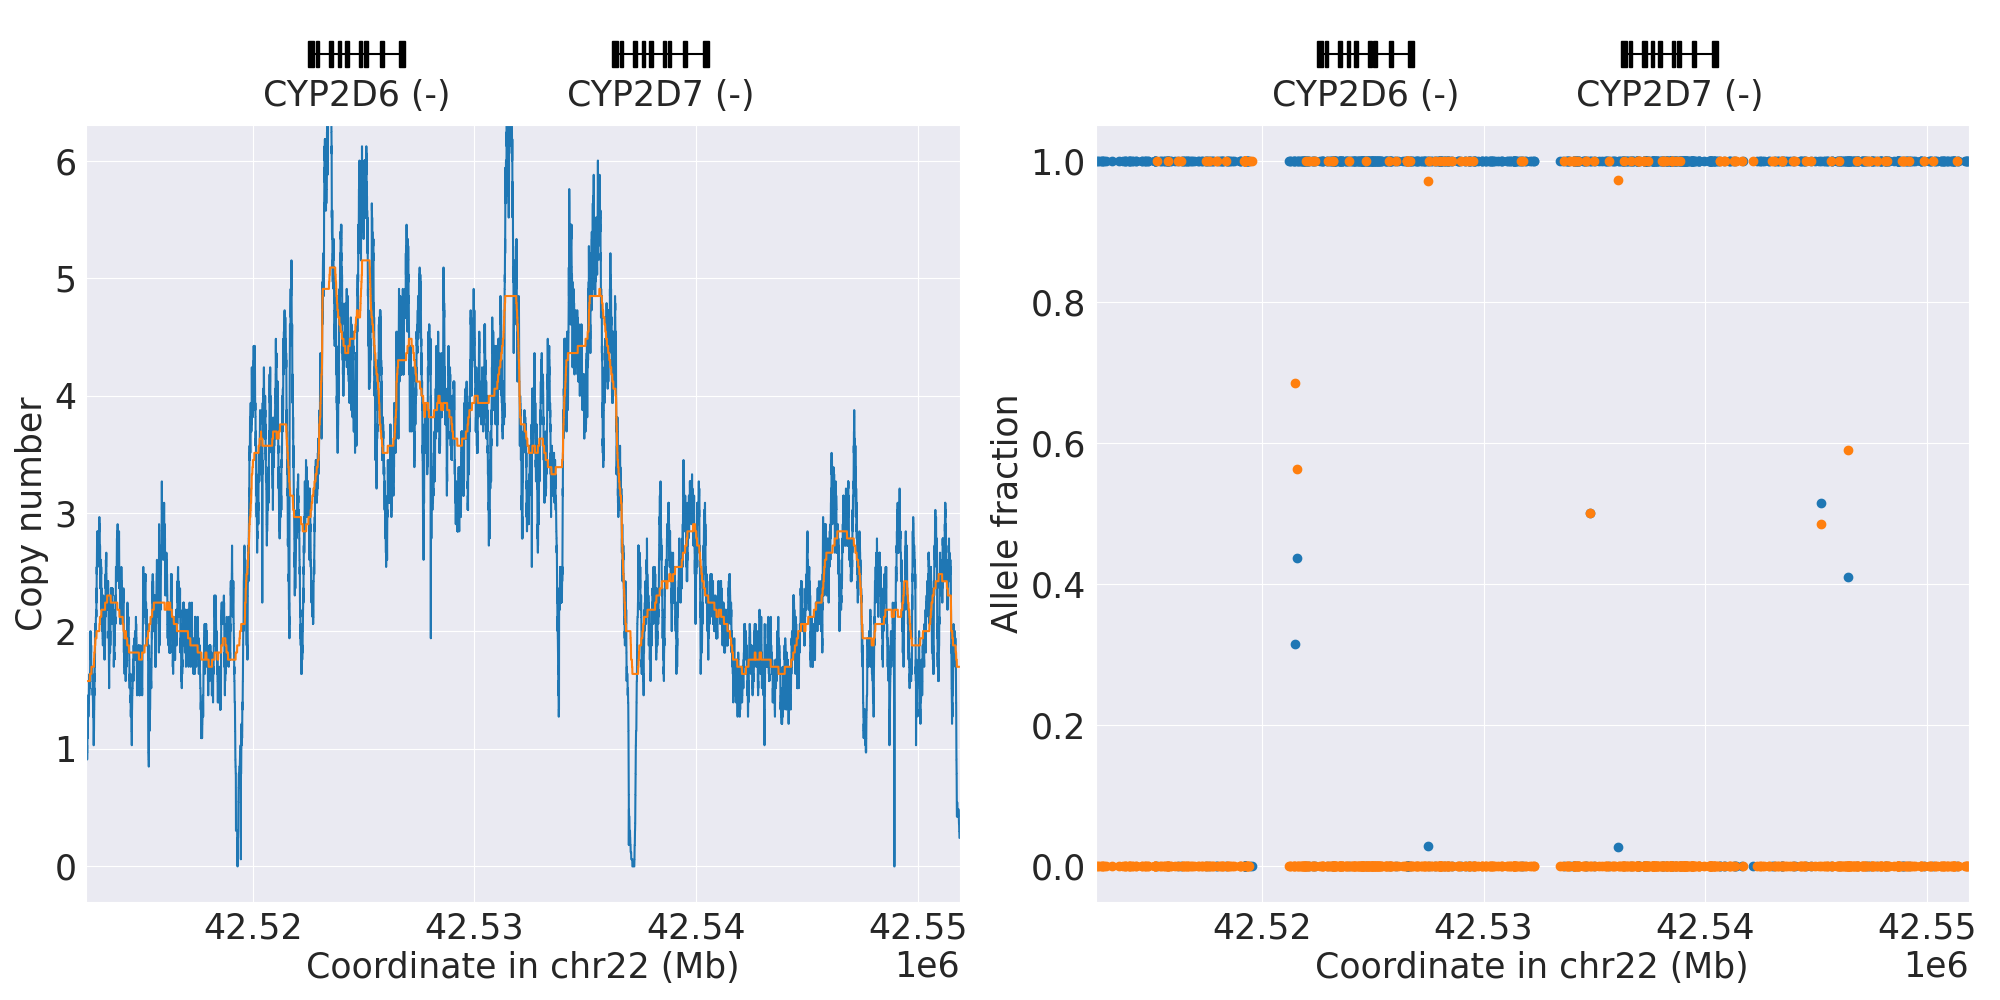 CYP2D6 (-) CYP2D7 (-)
6
5
4
3
2
1
0
Copy number
42.52 42.53 42.54 42.55
Coordinate in chr22 (Mb) 1e6
CYP2D6 (-) CYP2D7 (-)
1.0
0.8
0.6
0.4
0.2
0.0
Allele fraction
42.52 42.53 42.54 42.55
Coordinate in chr22 (Mb) 1e6